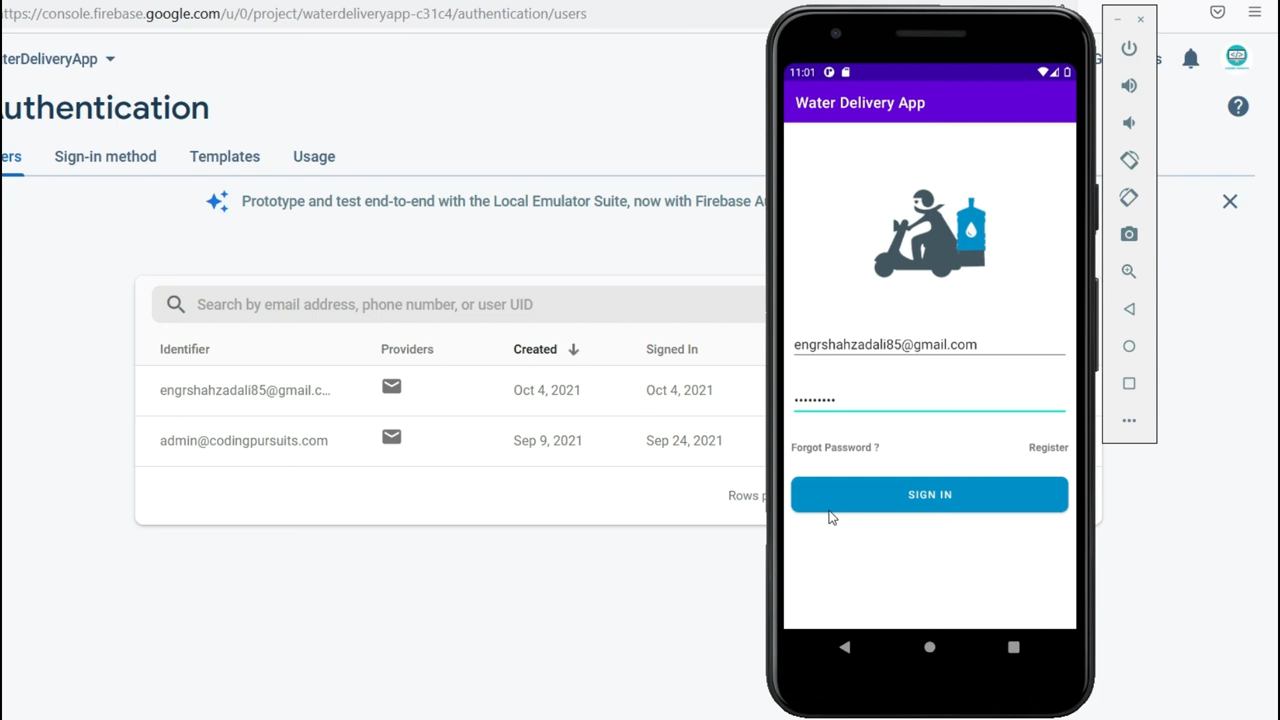 ttps://console.firebase.google.com/u/0/project/waterdeliveryapp-c31c4/authentication/users
terDeliveryApp
uthentication
ers Sign-in method Templates Usage
Prototype and test end-to-end with the Local Emulator Suite, now with Firebase Au
Search by email address, phone number, or user UID
Identifier Providers Created Signed In
engrshahzadali85@gmail.c... Oct 4, 2021 Oct 4, 2021
admin@codingpursuits.com Sep 9, 2021 Sep 24, 2021
Rows p
11:01
Water Delivery App
engrshahzadali85@gmail.com
•••••••••
Forgot Password ? Register
SIGN IN